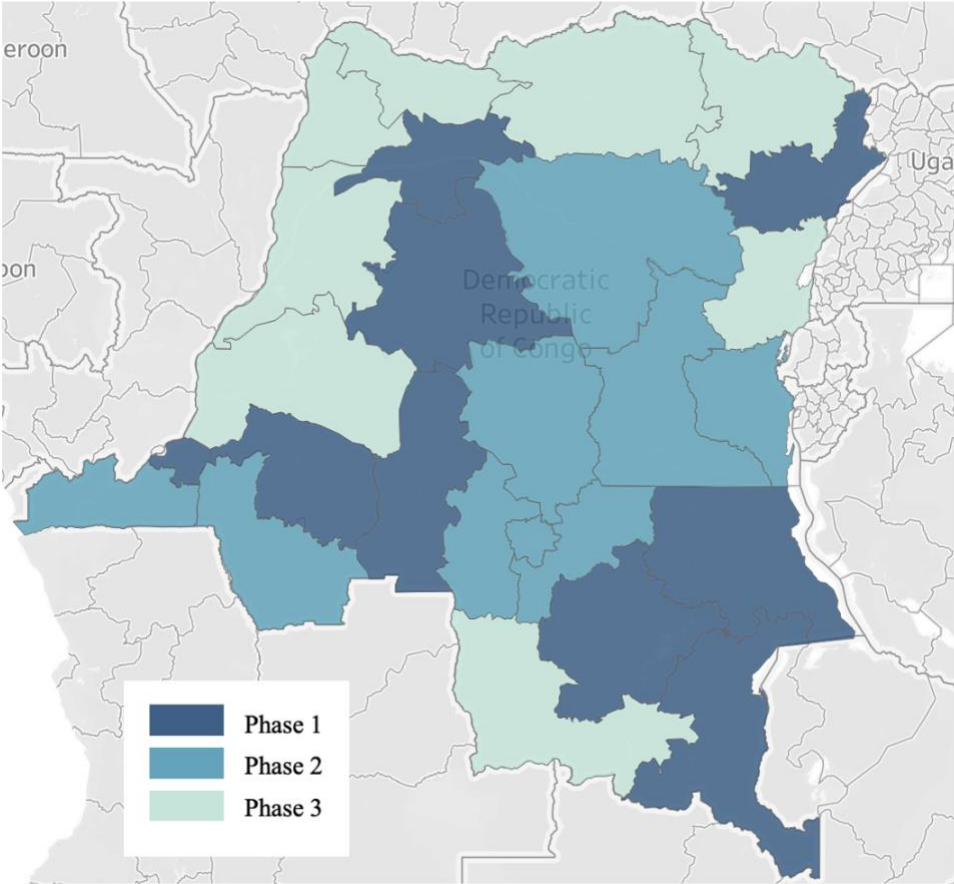 eroon
Uga
oon
Democratic
Republic
of Congo
Phase 1
Phase 2
Phase 3